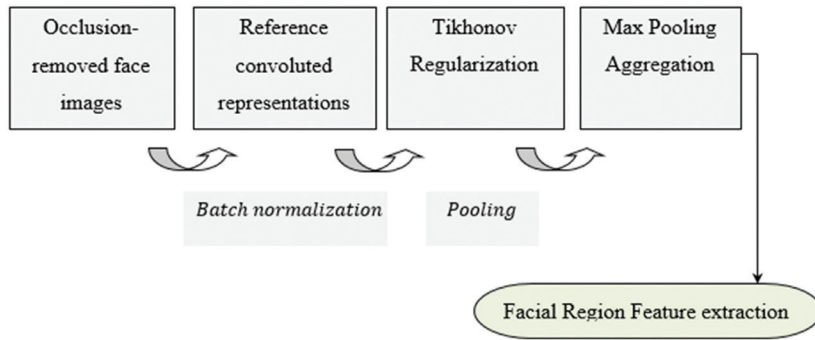 Occlusion-
removed face
images
Reference
convoluted
representations
Tikhonov
Regularization
Max Pooling
Aggregation
Batch normalization
Pooling
Facial Region Feature extraction